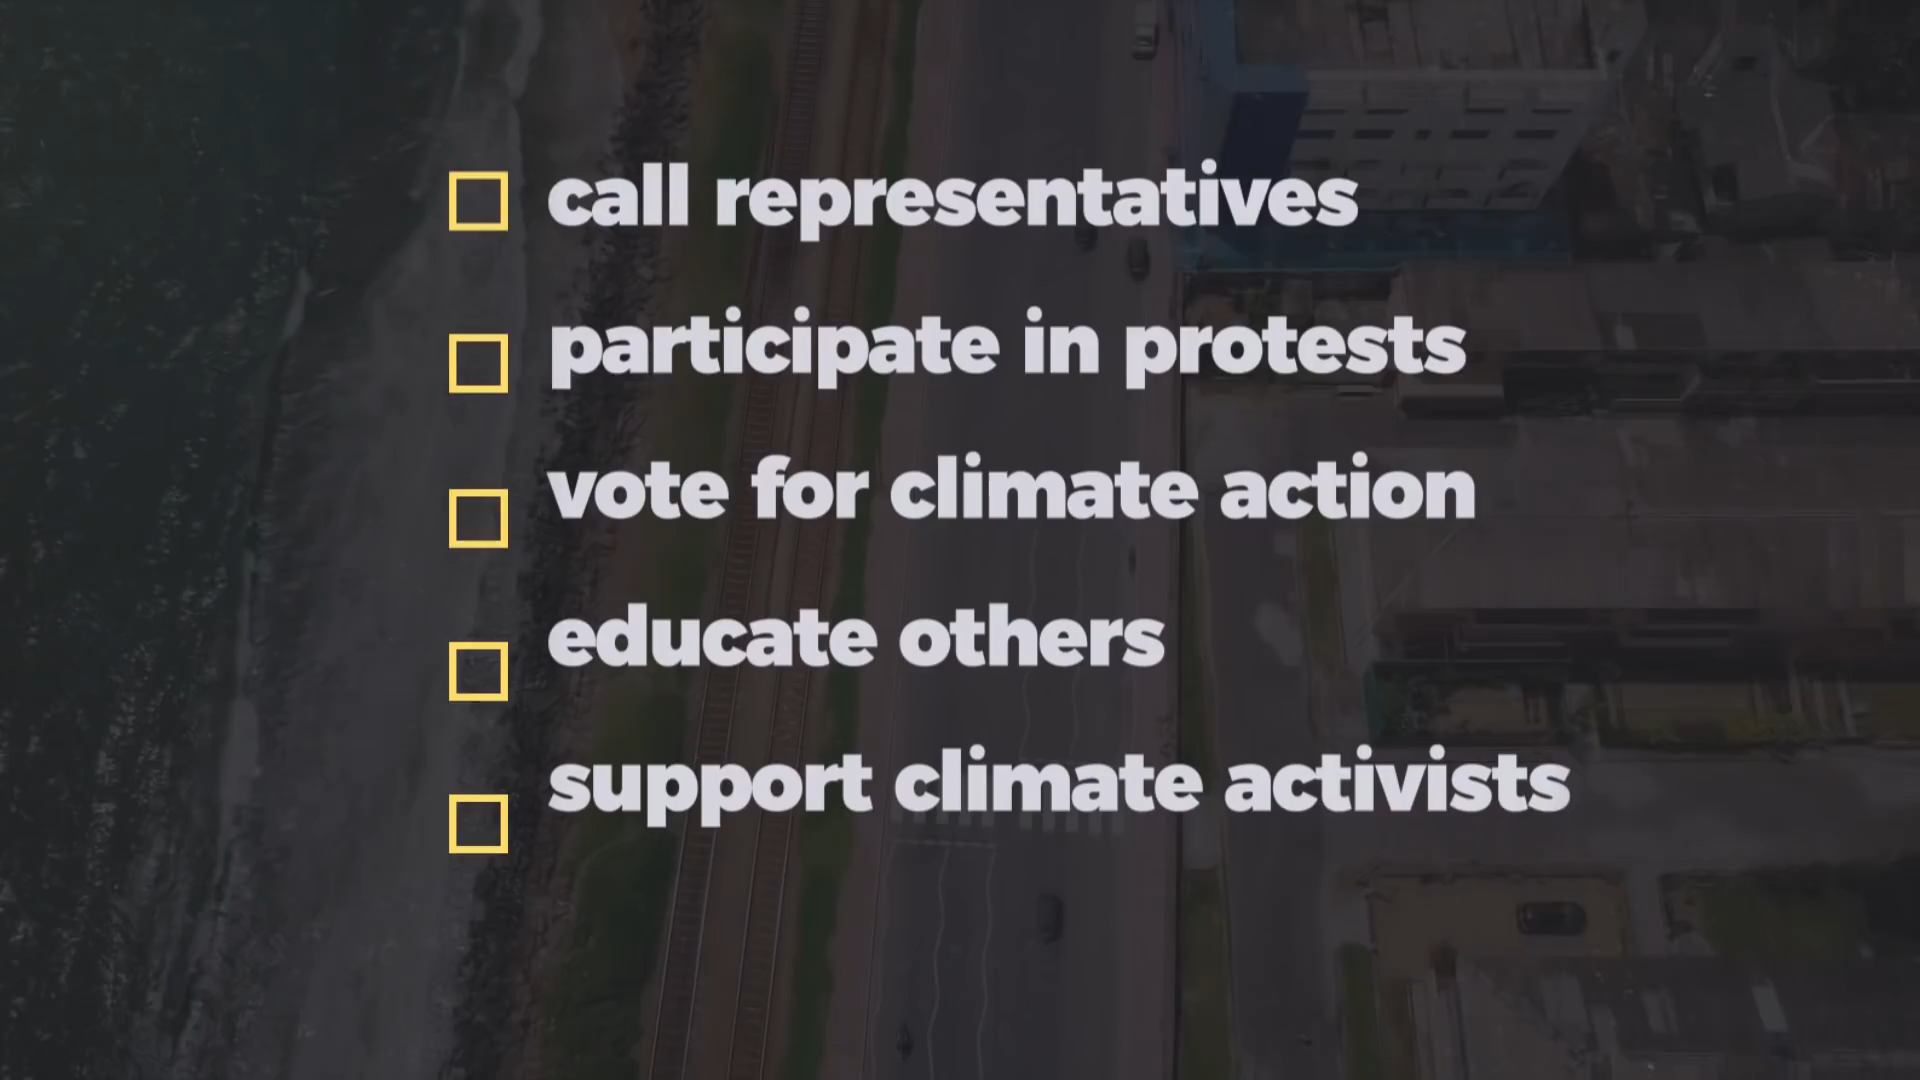 call representatives
participate in protests
vote for climate action
educate others
support climate activists